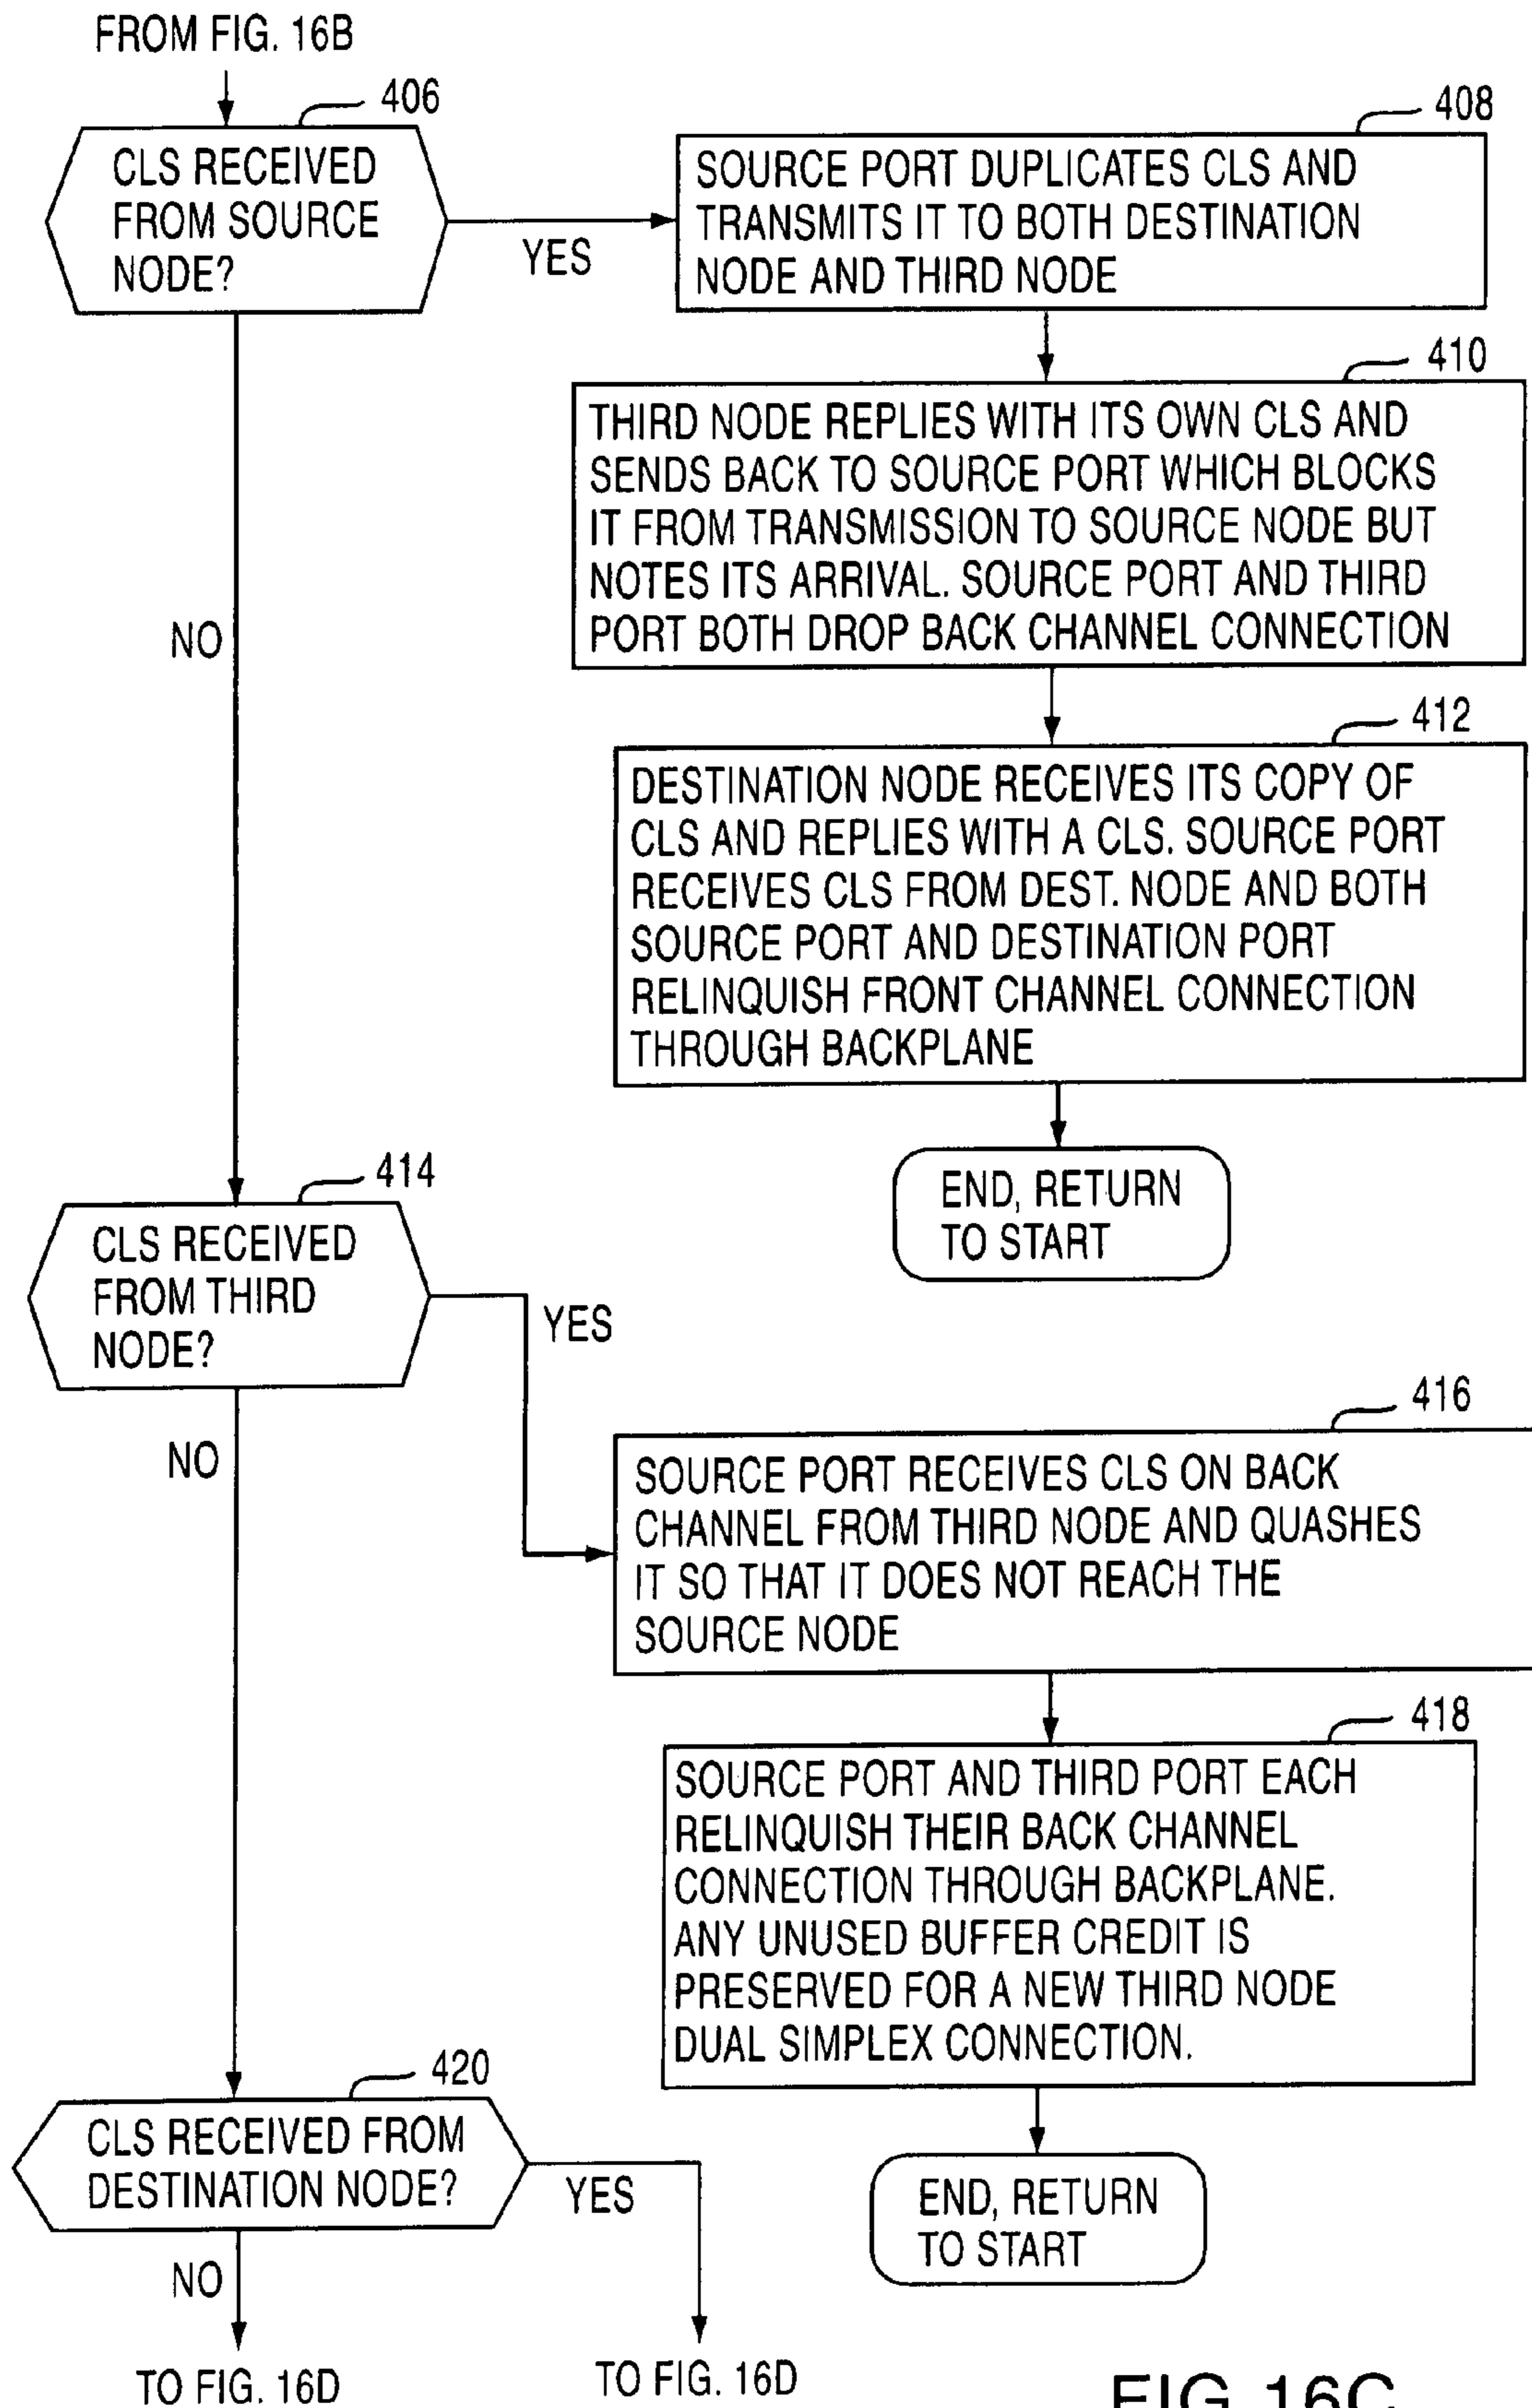 FROM FIG. 16B
406
CLS RECEIVED
FROM SOURCE
NODE?
YES
NO
408
SOURCE PORT DUPLICATES CLS AND
TRANSMITS IT TO BOTH DESTINATION
NODE AND THIRD NODE
410
THIRD NODE REPLIES WITH ITS OWN CLS AND
SENDS BACK TO SOURCE PORT WHICH BLOCKS
IT FROM TRANSMISSION TO SOURCE NODE BUT
NOTES ITS ARRIVAL. SOURCE PORT AND THIRD
PORT BOTH DROP BACK CHANNEL CONNECTION
412
DESTINATION NODE RECEIVES ITS COPY OF
CLS AND REPLIES WITH A CLS. SOURCE PORT
RECEIVES CLS FROM DEST. NODE AND BOTH
SOURCE PORT AND DESTINATION PORT
RELINQUISH FRONT CHANNEL CONNECTION
THROUGH BACKPLANE
END, RETURN
TO START
414
CLS RECEIVED
FROM THIRD
NODE?
YES
NO
416
SOURCE PORT RECEIVES CLS ON BACK
CHANNEL FROM THIRD NODE AND QUASHES
IT SO THAT IT DOES NOT REACH THE
SOURCE NODE
418
SOURCE PORT AND THIRD PORT EACH
RELINQUISH THEIR BACK CHANNEL
CONNECTION THROUGH BACKPLANE.
ANY UNUSED BUFFER CREDIT IS
PRESERVED FOR A NEW THIRD NODE
DUAL SIMPLEX CONNECTION.
END, RETURN
TO START
420
CLS RECEIVED FROM
DESTINATION NODE?
YES
NO
TO FIG. 16D
TO FIG. 16D
FIG. 16C